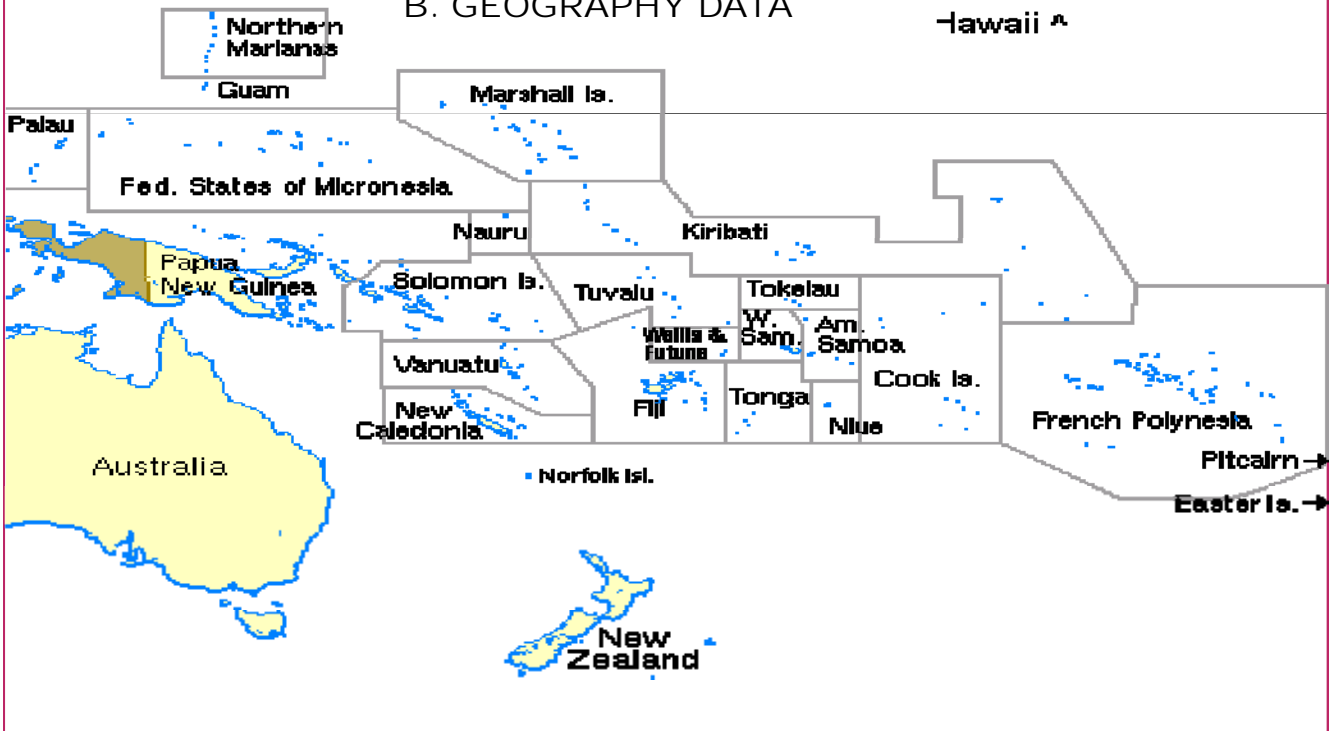 B. GEOGRAPHY DATA
Hawaii ^
Northern
Marianas
Guam
Marshall Is.
Palau
Fed. States of Micronesia
Nauru
Kiribati
Papua
New Guinea
Solomon Is.
Tuvalu
Tokelau
W.
Sam.
Am.
Samoa
Wallis &
Futuna
Vanuatu
Fiji
Tonga
Cook Is.
New
Caledonia
Niue
French Polynesia
Australia
Norfolk Isl.
Pitcairn→
Easter Is.→
New
Zealand